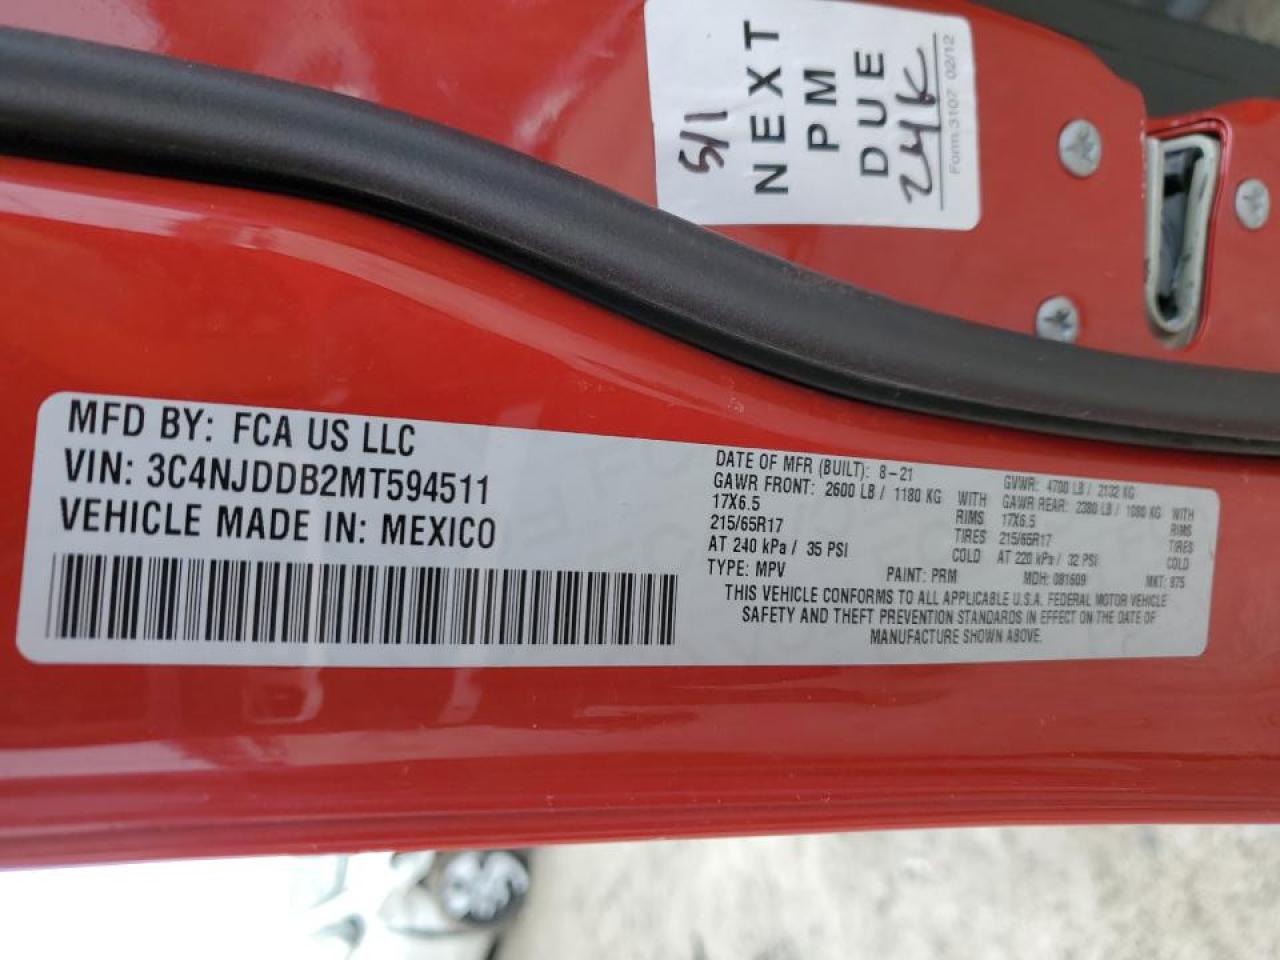 5/1
NEXT
PM
DUE
24K
Form 3107 02/12
MFD BY: FCA US LLC
VIN: 3C4NJDDB2MT594511
VEHICLE MADE IN: MEXICO
DATE OF MFR (BUILT): 8-21
GVWR: 4700 LB / 2132 KG
GAWR FRONT: 2600 LB / 1180 KG WITH
GAWR REAR: 2380 LB / 1080 KG WITH
17X6.5 RIMS
17X6.5 RIMS
215/65R17 TIRES
215/65R17 TIRES
AT 240 kPa / 35 PSI COLD
AT 220 kPa / 32 PSI COLD
TYPE: MPV PAINT: PRM MDH: 081609 MKT: 875
THIS VEHICLE CONFORMS TO ALL APPLICABLE U.S.A. FEDERAL MOTOR VEHICLE
SAFETY AND THEFT PREVENTION STANDARDS IN EFFECT ON THE DATE OF
MANUFACTURE SHOWN ABOVE.